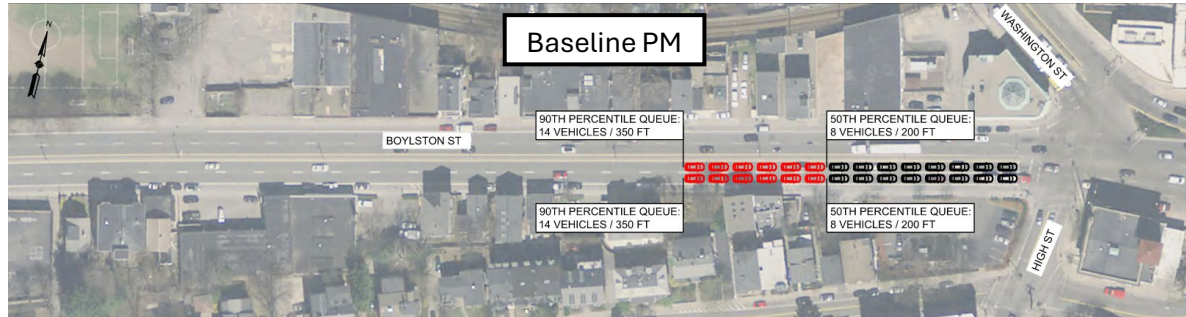 Baseline PM
N
WASHINGTON ST
90TH PERCENTILE QUEUE:
14 VEHICLES / 350 FT
50TH PERCENTILE QUEUE:
8 VEHICLES / 200 FT
BOYLSTON ST
90TH PERCENTILE QUEUE:
14 VEHICLES / 350 FT
50TH PERCENTILE QUEUE:
8 VEHICLES / 200 FT
HIGH ST